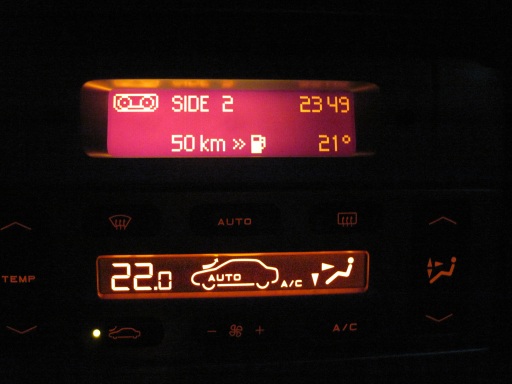 SIDE 2 23 49
50 km » 21°
AUTO
TEMP
22.0 AUTO A/C
− + A/C